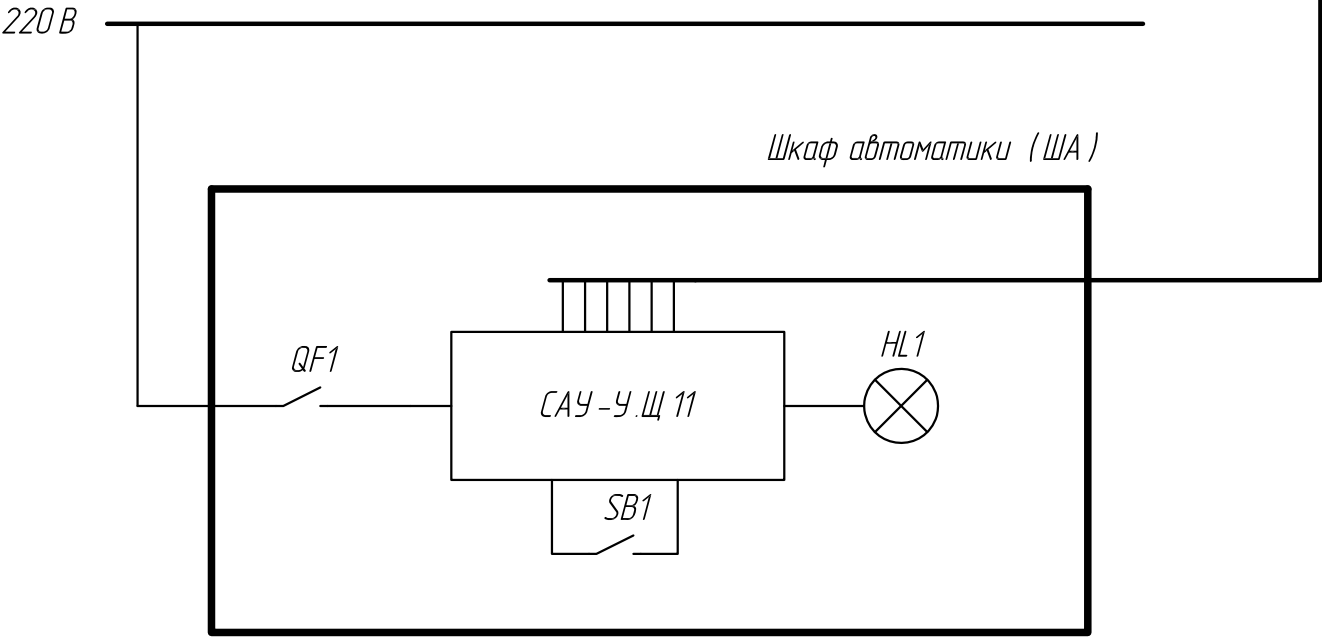 220 В
Шкаф автоматики (ША)
QF1
HL1
САУ-У.Щ 11
SB1